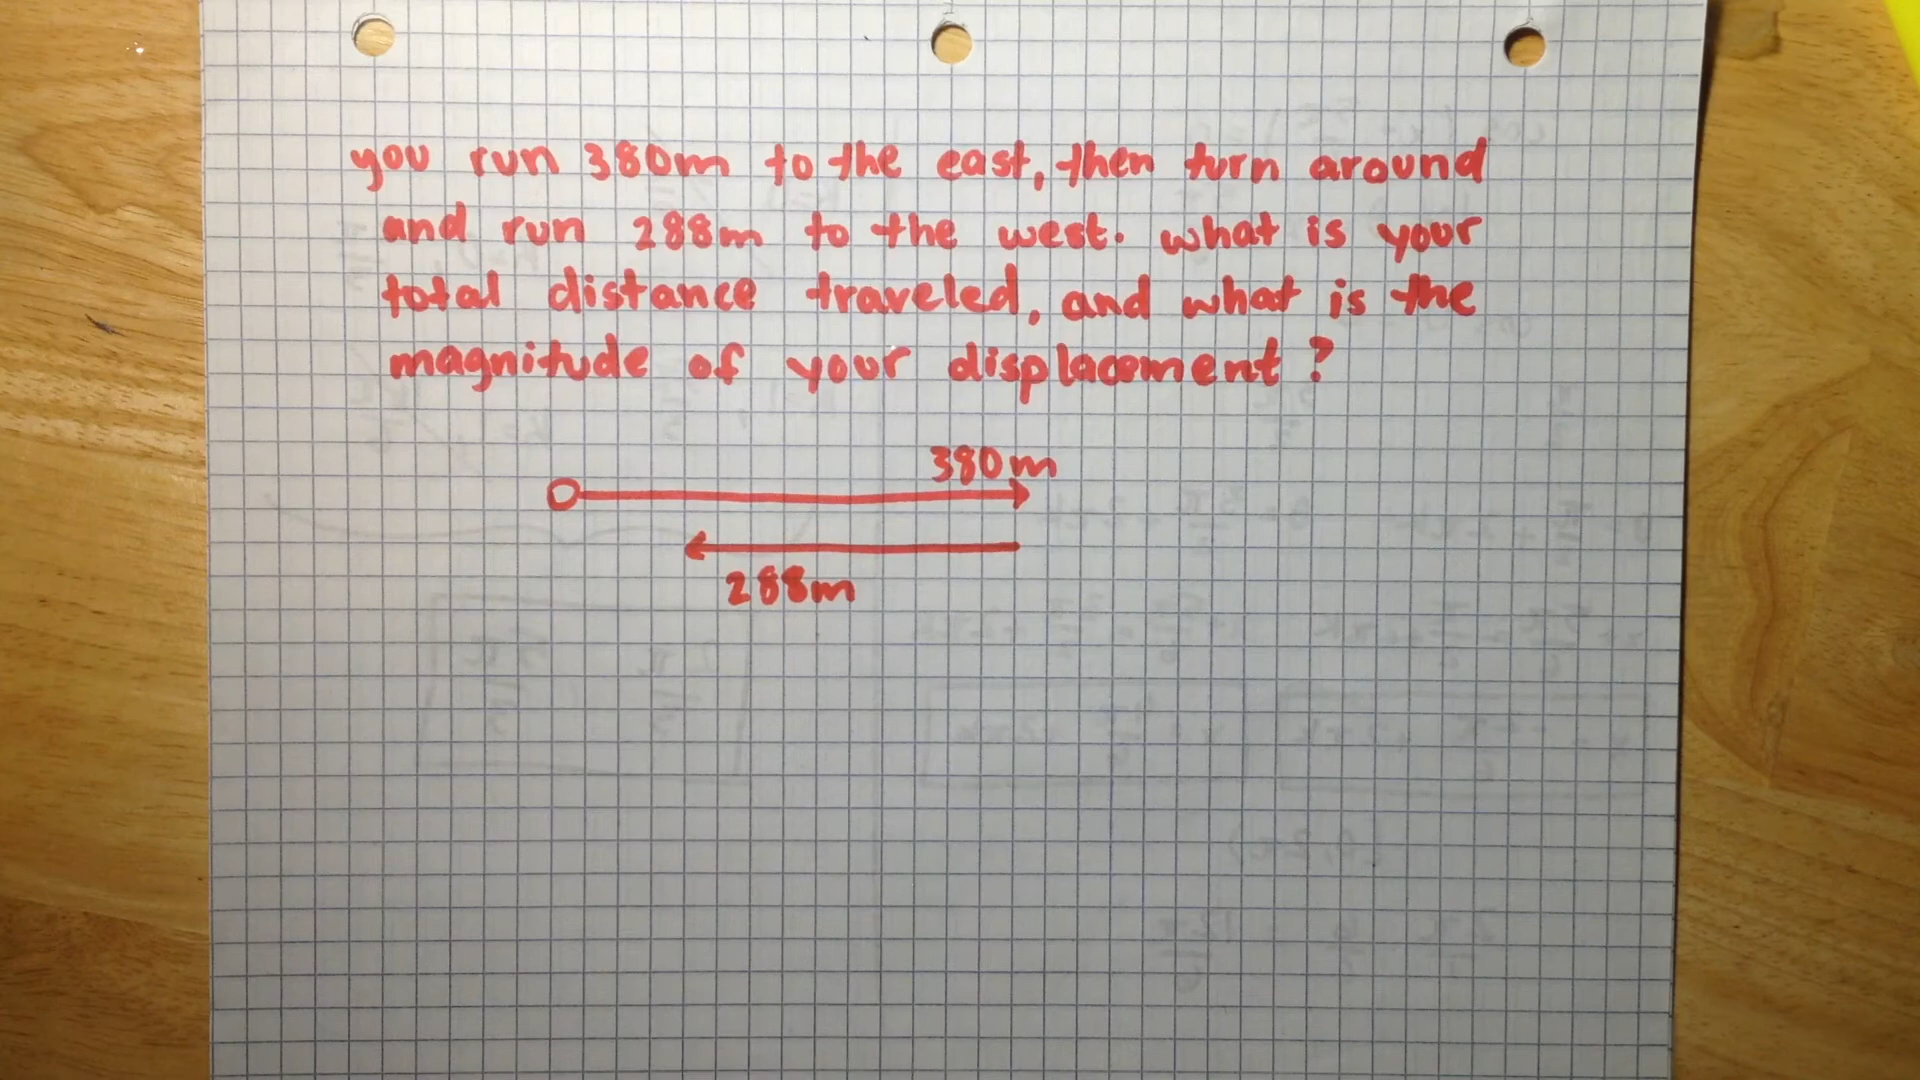 you run 380m to the east, then turn around
and run 288m to the west. what is your
total distance traveled, and what is the
magnitude of your displacement?
380m
288m